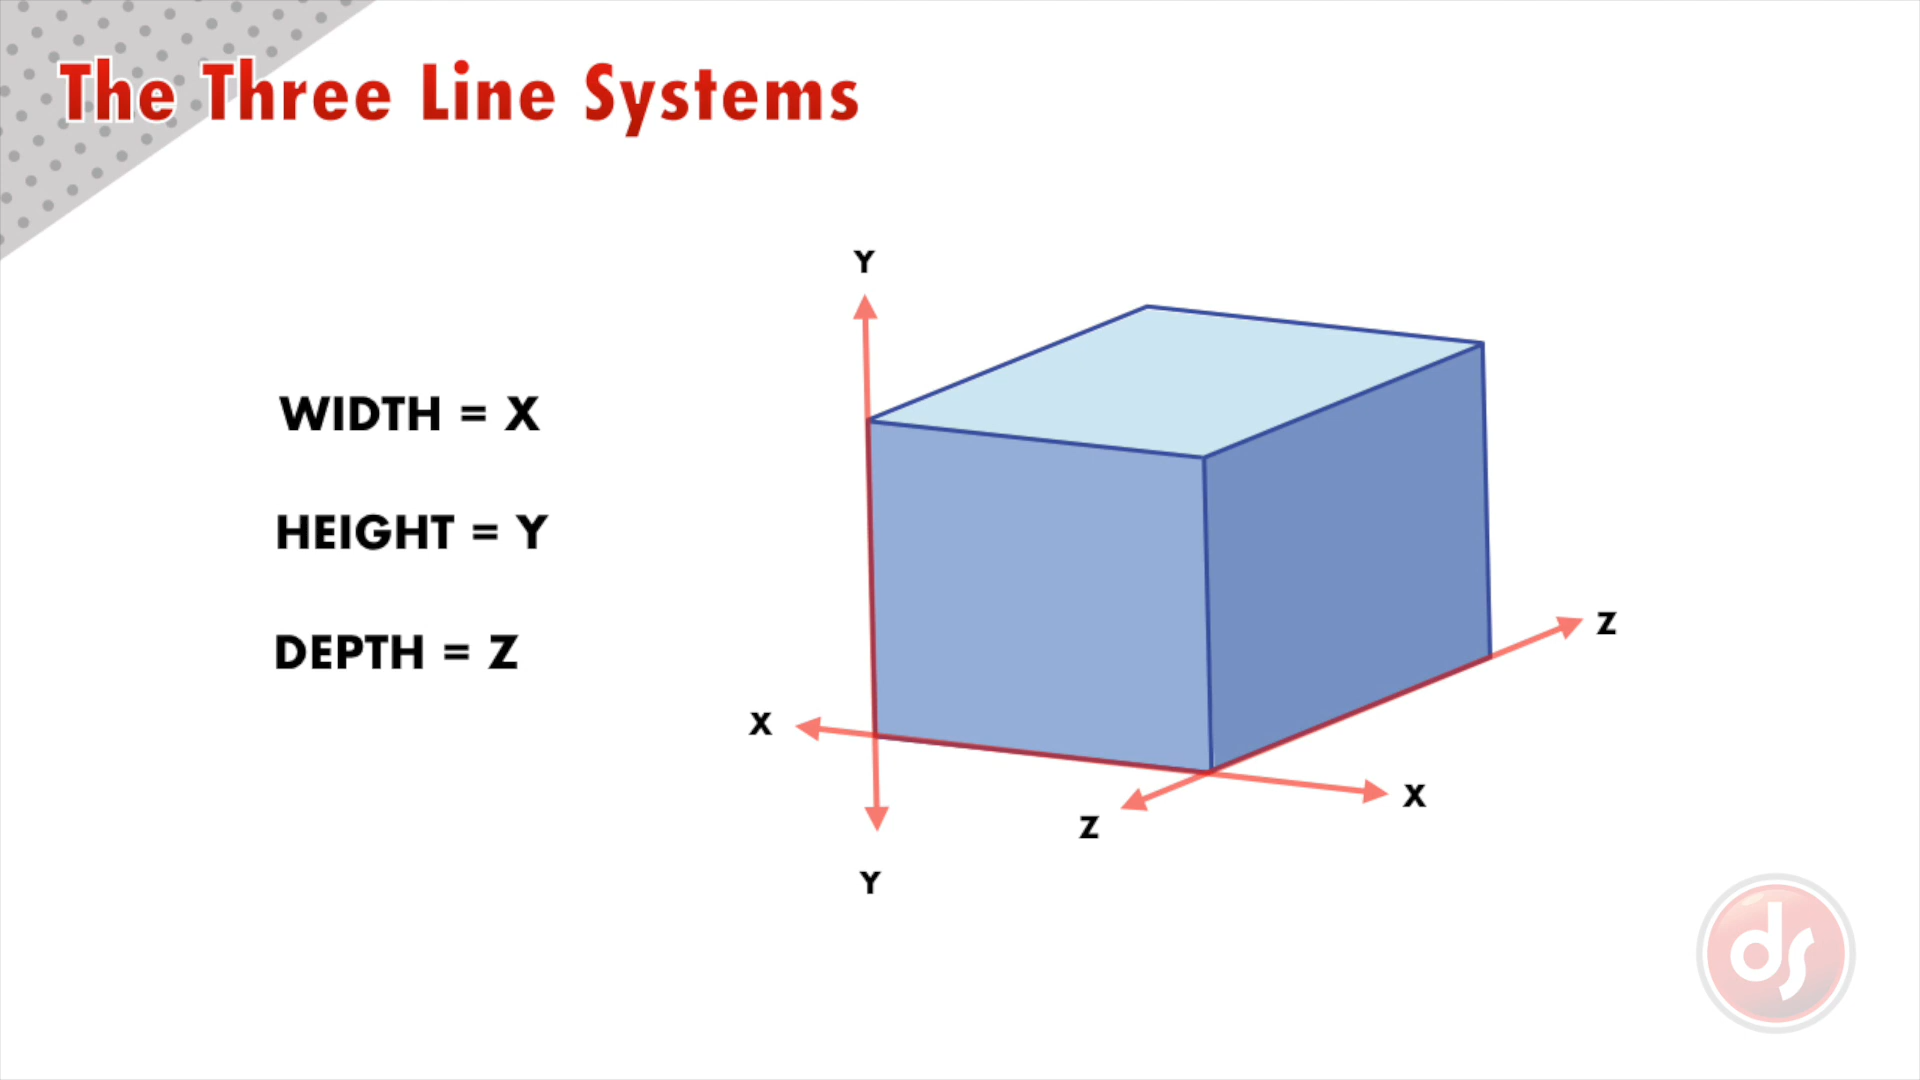 The Three Line Systems
Y
WIDTH = X
HEIGHT = Y
Z
DEPTH = Z
X
X
Z
Y
ds